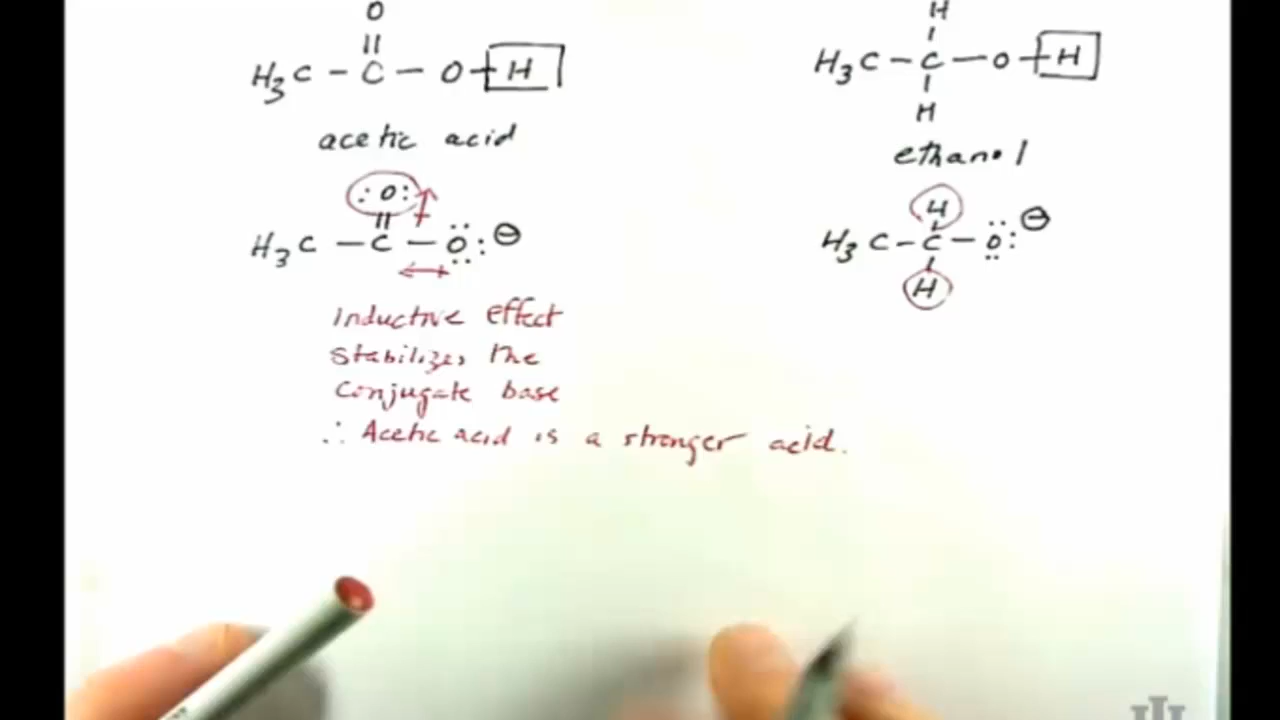 O
H
||
|
H₃C — C — O — H
H₃C — C — O — H
|
H
acetic acid
ethanol
:O:
H
||
|
H₃C — C — O: ⊖
H₃C — C — O: ⊖
|
H
Inductive effect
stabilizes the
conjugate base
∴ Acetic acid is a stronger acid.